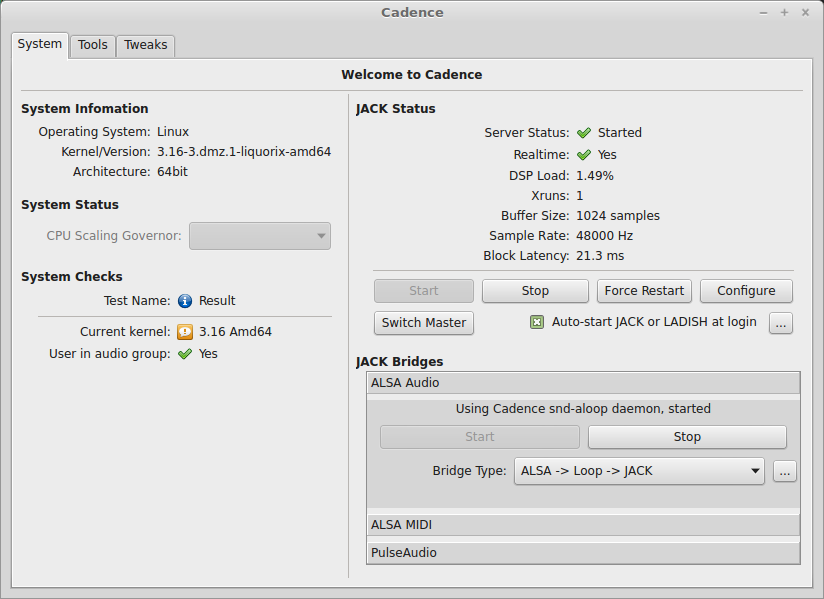 Cadence
System Tools Tweaks
Welcome to Cadence
System Infomation
Operating System: Linux
Kernel/Version: 3.16-3.dmz.1-liquorix-amd64
Architecture: 64bit
System Status
CPU Scaling Governor:
System Checks
Test Name: Result
Current kernel: 3.16 Amd64
User in audio group: Yes
JACK Status
Server Status: Started
Realtime: Yes
DSP Load: 1.49%
Xruns: 1
Buffer Size: 1024 samples
Sample Rate: 48000 Hz
Block Latency: 21.3 ms
Start Stop Force Restart Configure
Switch Master Auto-start JACK or LADISH at login ...
JACK Bridges
ALSA Audio
Using Cadence snd-aloop daemon, started
Start Stop
Bridge Type: ALSA -> Loop -> JACK ...
ALSA MIDI
PulseAudio